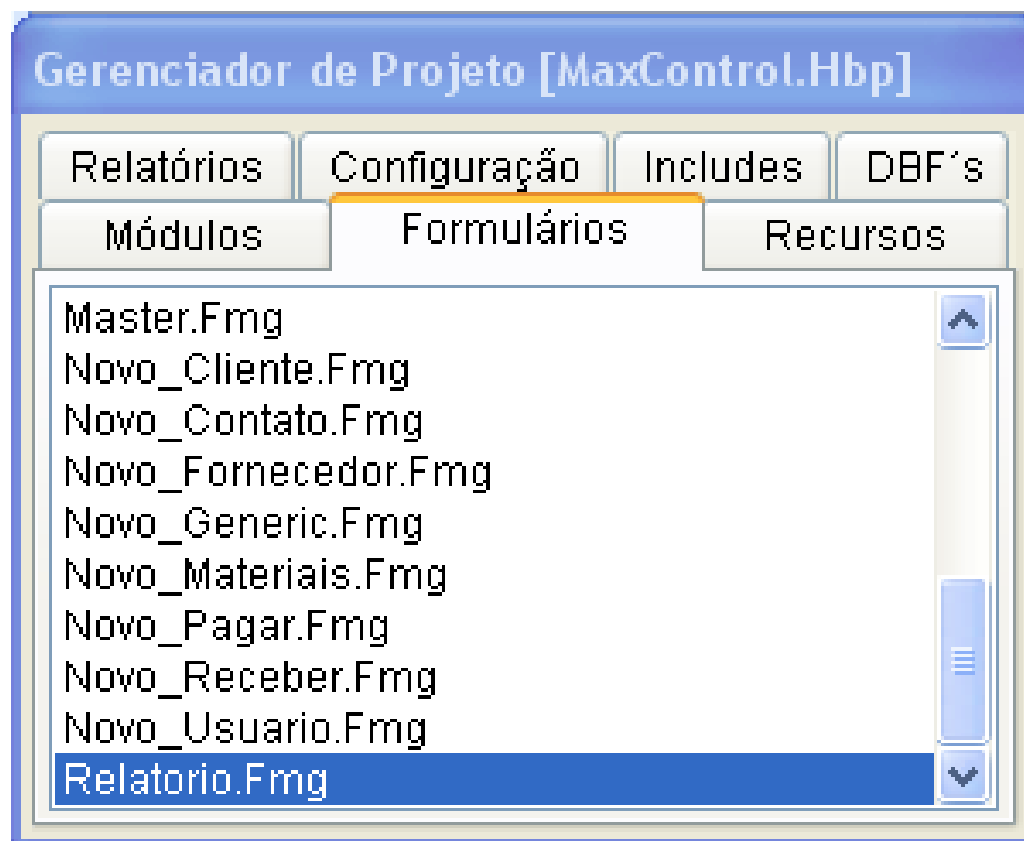 Gerenciador de Projeto [MaxControl.Hbp]
Relatórios Configuração Includes DBF´s
Módulos Formulários Recursos
Master.Fmg
Novo_Cliente.Fmg
Novo_Contato.Fmg
Novo_Fornecedor.Fmg
Novo_Generic.Fmg
Novo_Materiais.Fmg
Novo_Pagar.Fmg
Novo_Receber.Fmg
Novo_Usuario.Fmg
Relatorio.Fmg